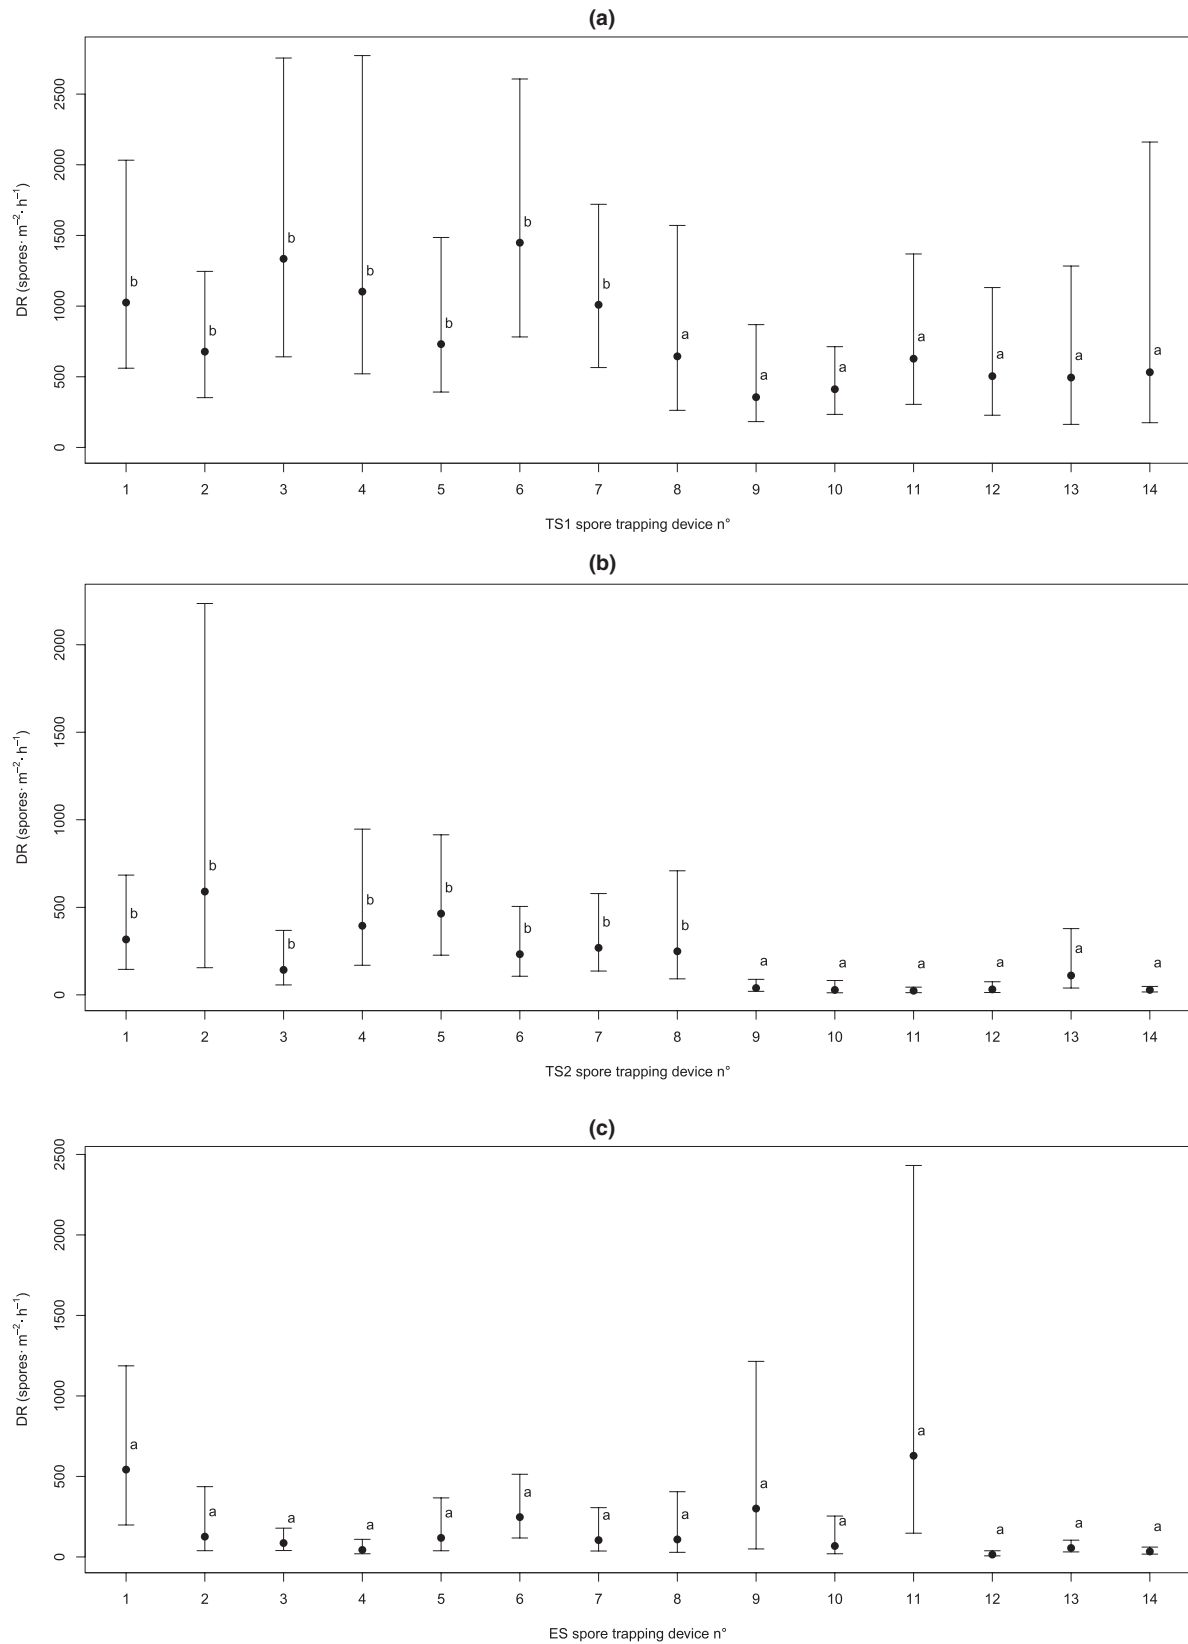 (a)
DR (spores· m⁻²· h⁻¹)
2500
2000
1500
1000
500
0
b b b b b b b a a a a a a a
1 2 3 4 5 6 7 8 9 10 11 12 13 14
TS1 spore trapping device n°
(b)
DR (spores· m⁻²· h⁻¹)
2000
1500
1000
500
0
b b b b b b b b a a a a a a
1 2 3 4 5 6 7 8 9 10 11 12 13 14
TS2 spore trapping device n°
(c)
DR (spores· m⁻²· h⁻¹)
2500
2000
1500
1000
500
0
a a a a a a a a a a a a a a
1 2 3 4 5 6 7 8 9 10 11 12 13 14
ES spore trapping device n°